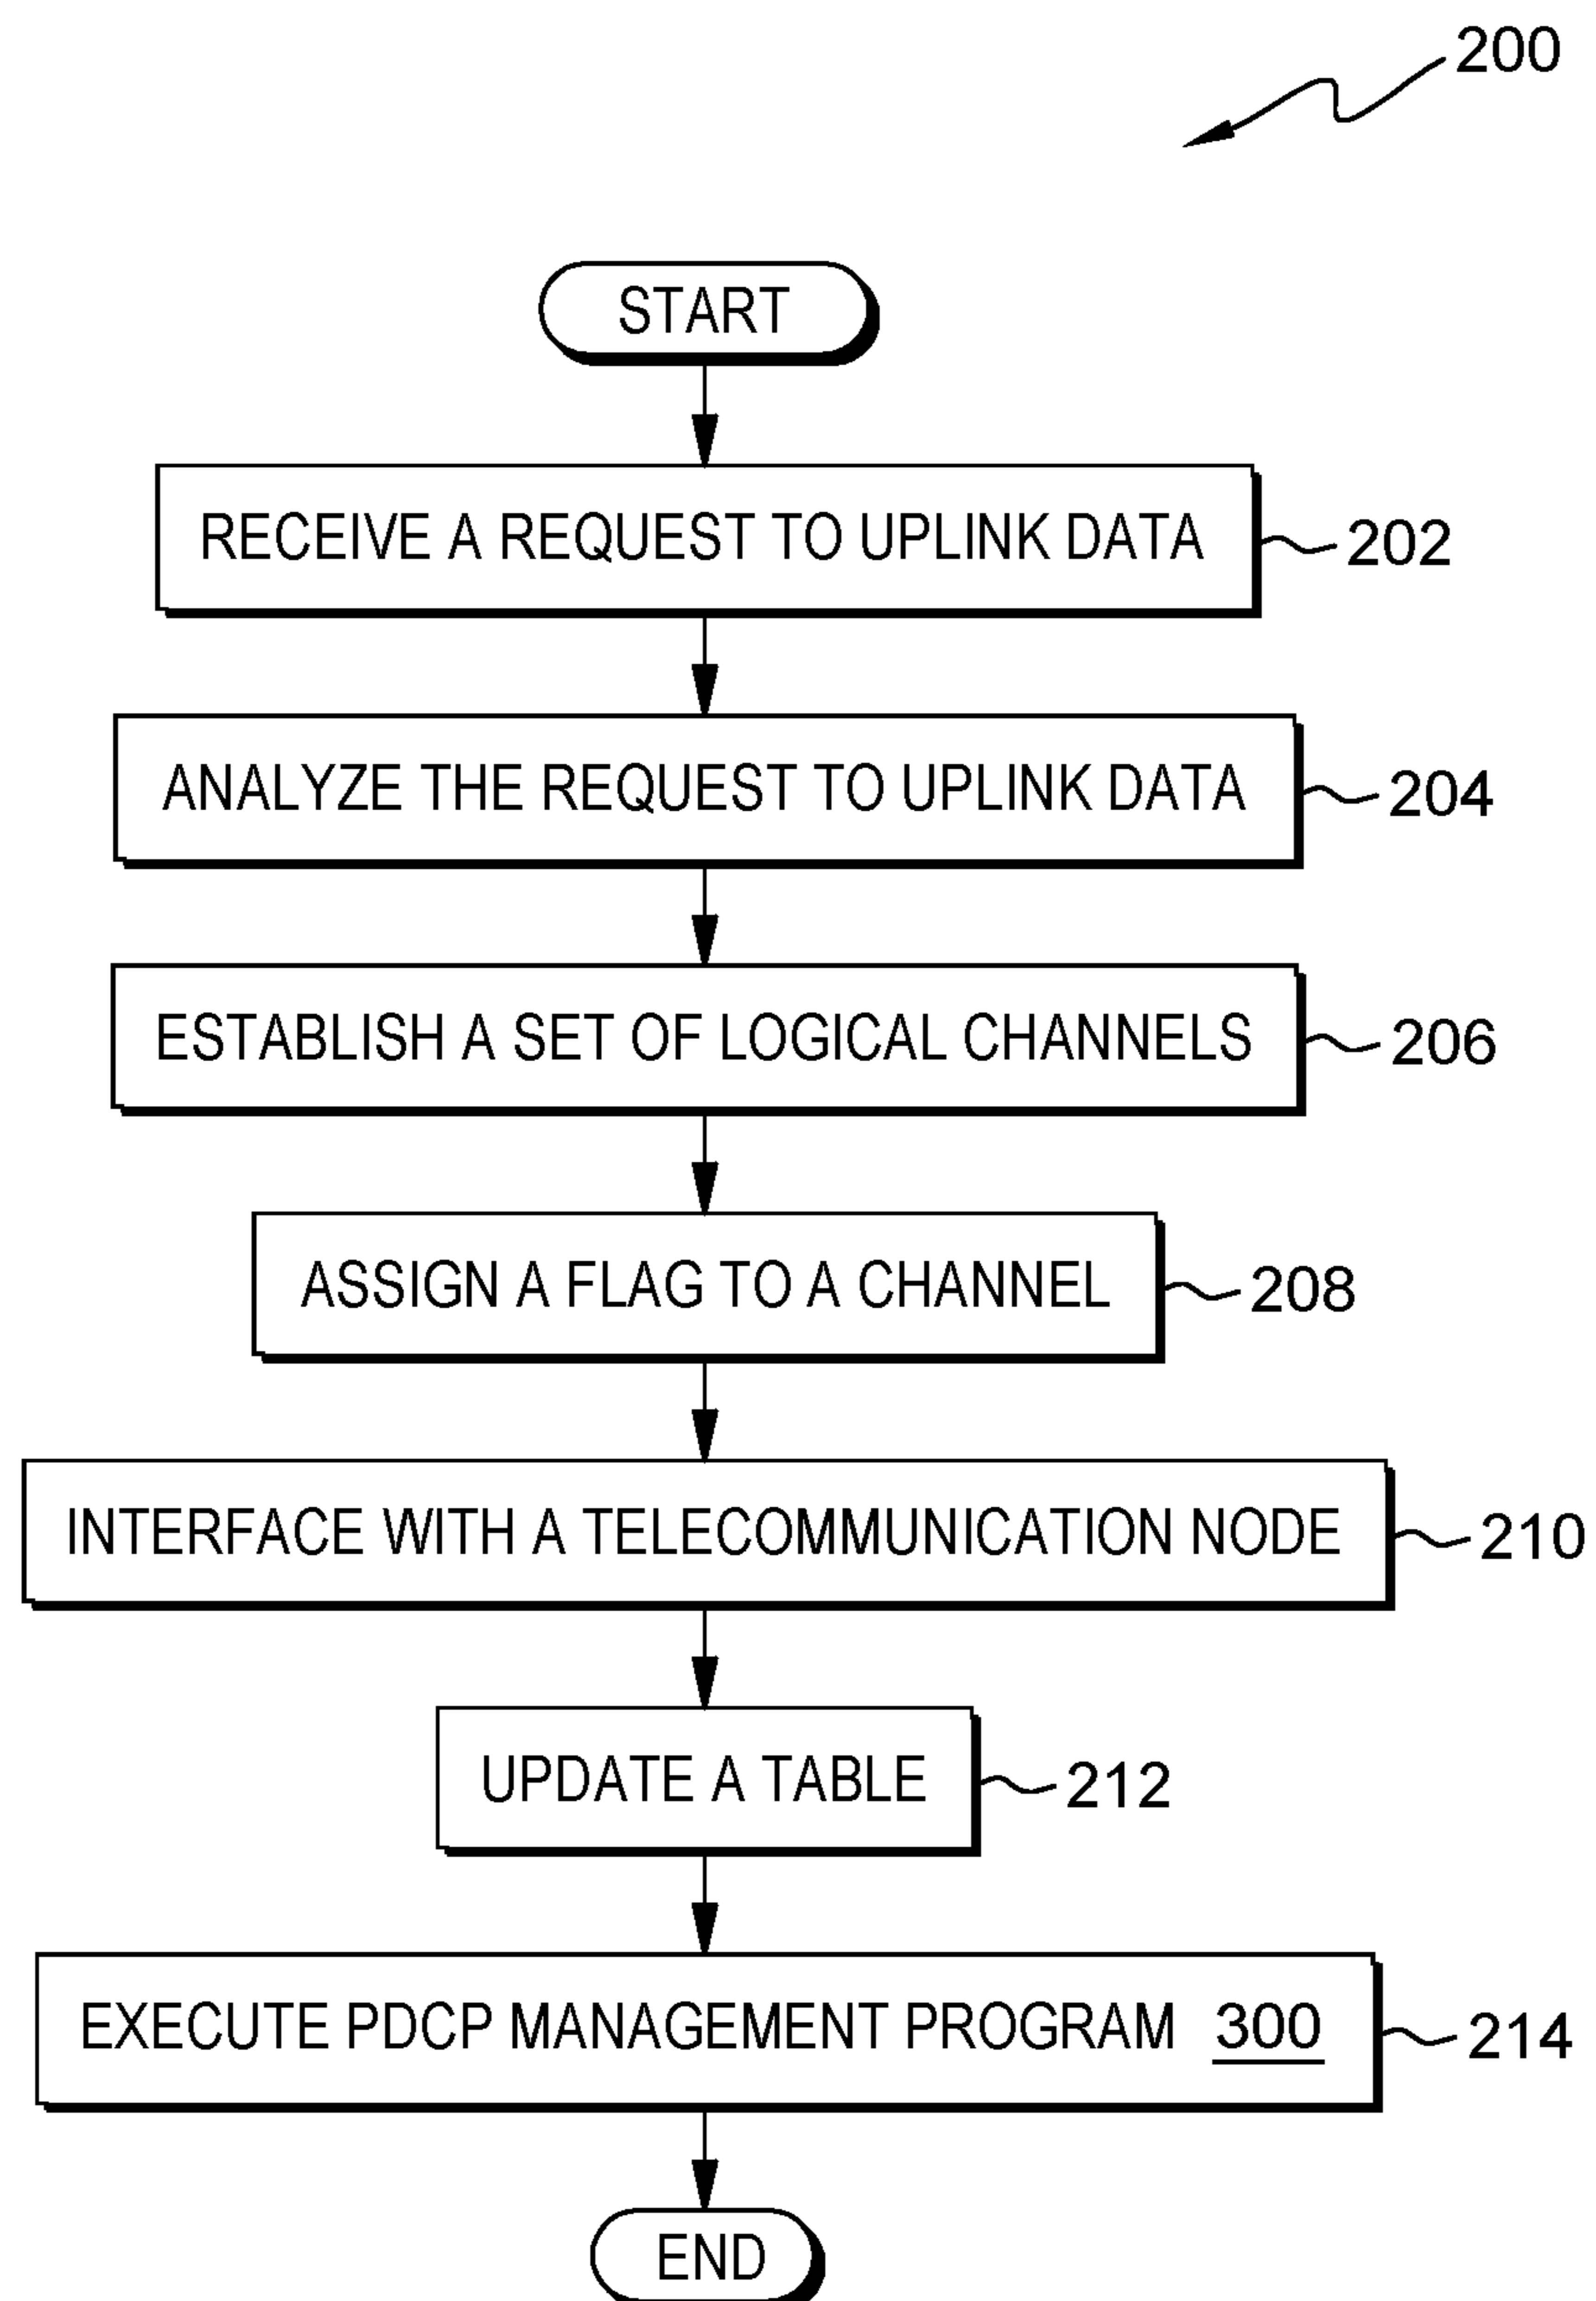 200
START
RECEIVE A REQUEST TO UPLINK DATA 202
ANALYZE THE REQUEST TO UPLINK DATA 204
ESTABLISH A SET OF LOGICAL CHANNELS 206
ASSIGN A FLAG TO A CHANNEL 208
INTERFACE WITH A TELECOMMUNICATION NODE 210
UPDATE A TABLE 212
EXECUTE PDCP MANAGEMENT PROGRAM 300 214
END